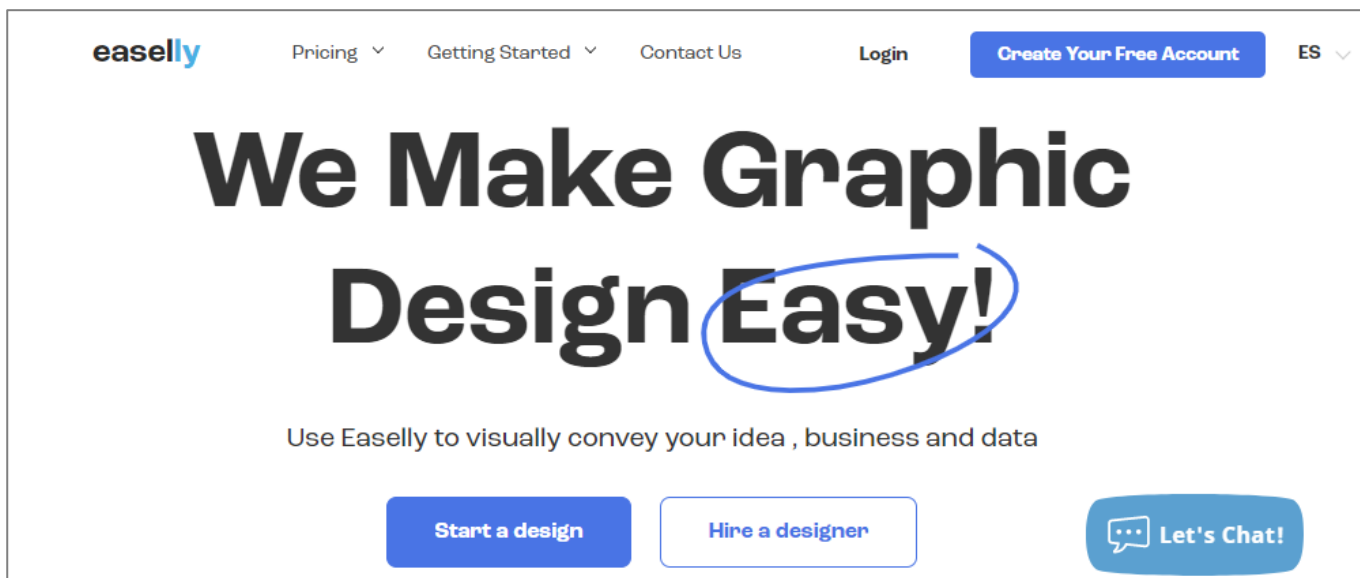 easelly Pricing Getting Started Contact Us Login Create Your Free Account ES
We Make Graphic
Design Easy!
Use Easelly to visually convey your idea , business and data
Start a design Hire a designer Let's Chat!